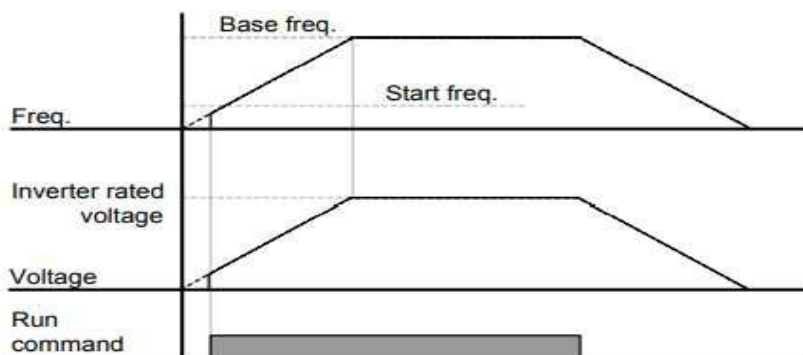 Base freq.
Start freq.
Freq.
Inverter rated
voltage
Voltage
Run
command